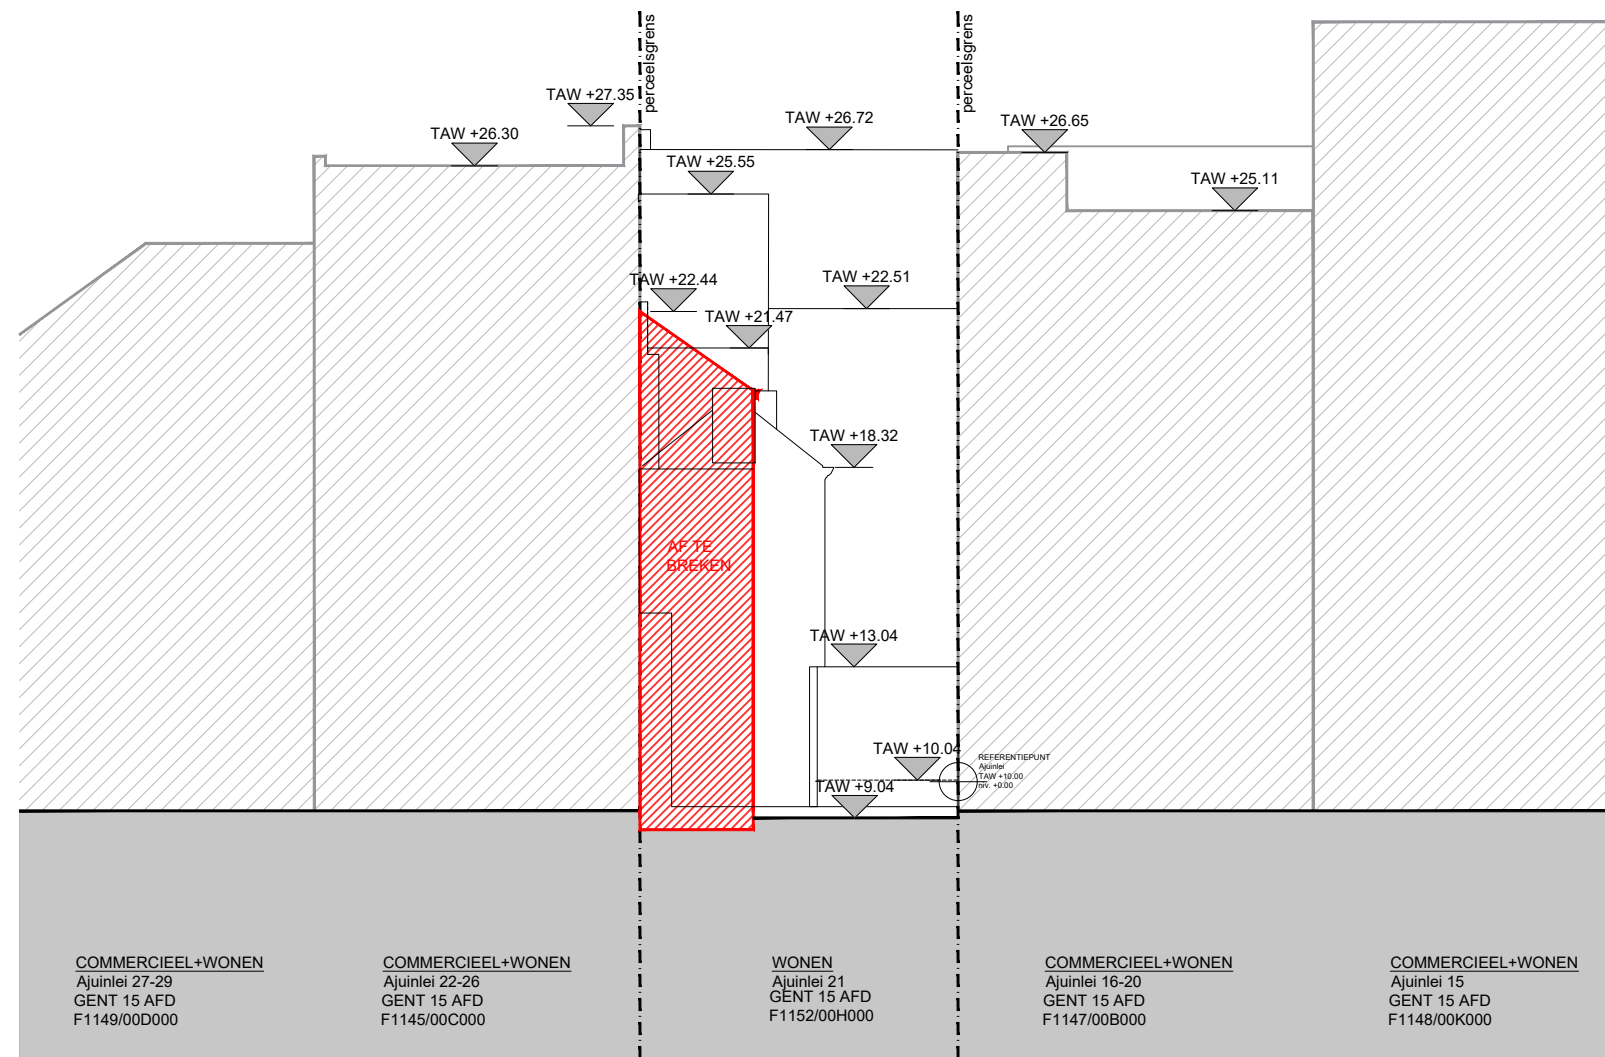 perceelsgrens
perceelsgrens
TAW +27.35
TAW +26.30
TAW +26.72
TAW +26.65
TAW +25.55
TAW +25.11
TAW +22.44
TAW +22.51
TAW +21.47
TAW +18.32
AF TE
BREKEN
TAW +13.04
TAW +10.04
REFERENTIEPUNT
Ajuinlei
TAW +10.00
niv. +0.00
TAW +9.04
COMMERCIEEL+WONEN
Ajuinlei 27-29
GENT 15 AFD
F1149/00D000
COMMERCIEEL+WONEN
Ajuinlei 22-26
GENT 15 AFD
F1145/00C000
WONEN
Ajuinlei 21
GENT 15 AFD
F1152/00H000
COMMERCIEEL+WONEN
Ajuinlei 16-20
GENT 15 AFD
F1147/00B000
COMMERCIEEL+WONEN
Ajuinlei 15
GENT 15 AFD
F1148/00K000